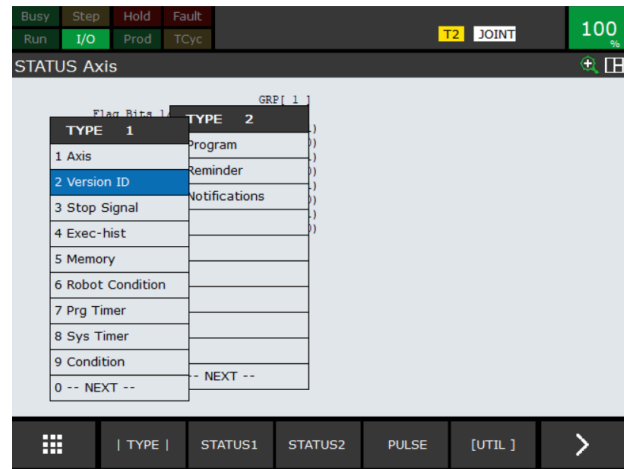 Busy Step Hold Fault
Run I/O Prod TCyc
T2 JOINT
100
%
STATUS Axis
GRP[ 1 ]
Flag Bits
TYPE 1
1 Axis
2 Version ID
3 Stop Signal
4 Exec-hist
5 Memory
6 Robot Condition
7 Prg Timer
8 Sys Timer
9 Condition
0 -- NEXT --
TYPE 2
Program
Reminder
Notifications
-- NEXT --
| TYPE | STATUS1 STATUS2 PULSE [UTIL ] >